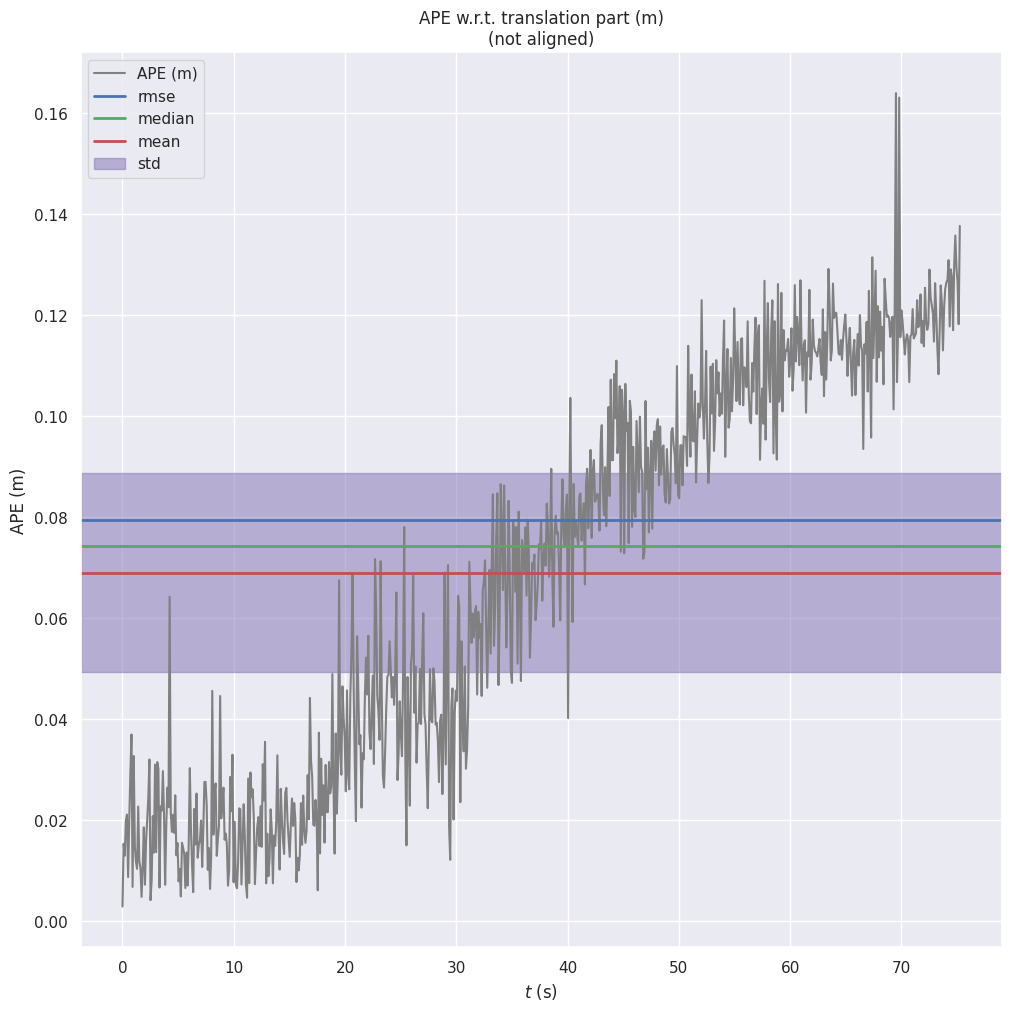 APE w.r.t. translation part (m)
(not aligned)
APE (m)
rmse
median
mean
std
APE (m)
0.16
0.14
0.12
0.10
0.08
0.06
0.04
0.02
0.00
0 10 20 30 40 50 60 70
t (s)